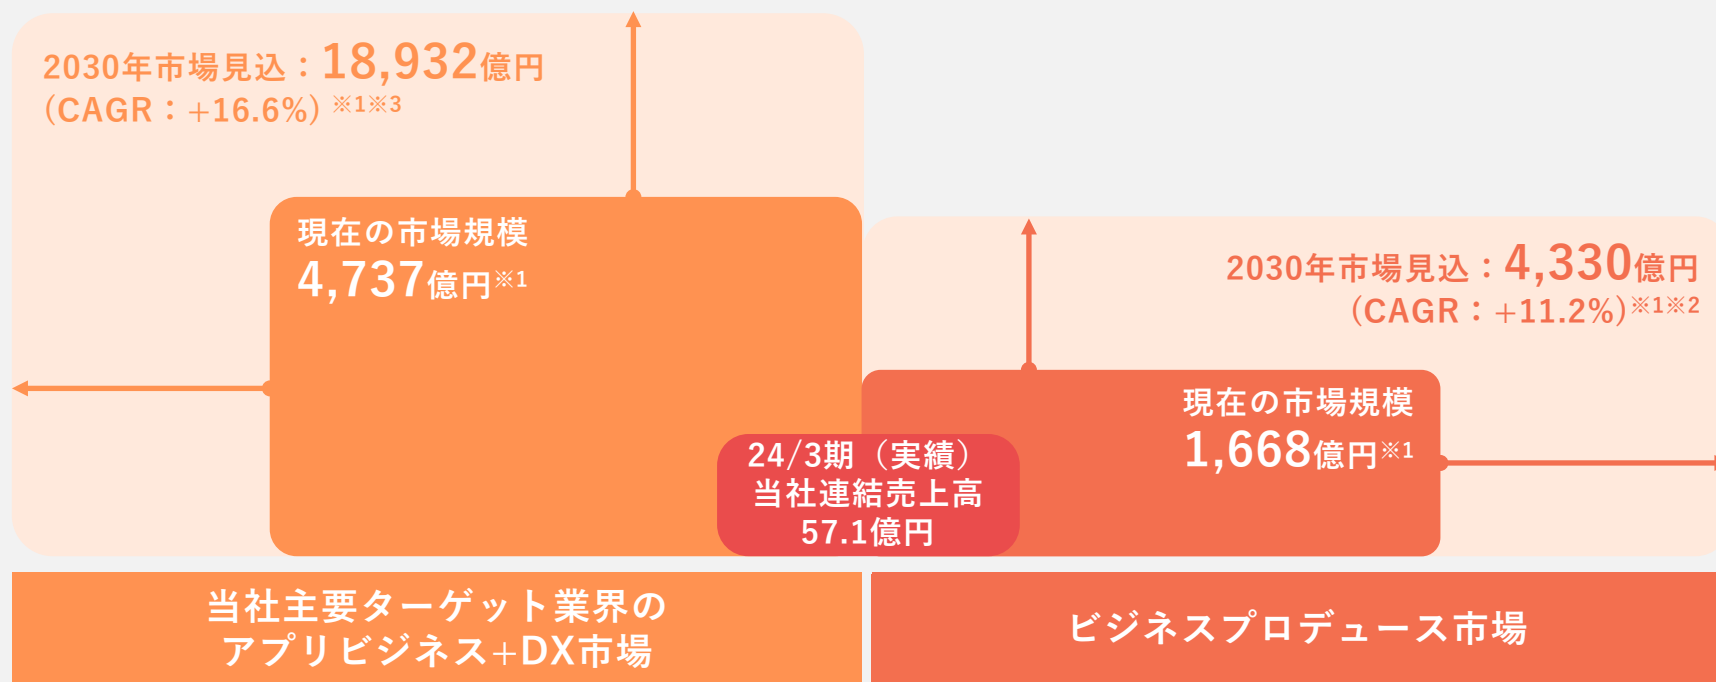 2030年市場見込：18,932億円
（CAGR：+16.6%）※1※3
現在の市場規模
4,737億円※1
2030年市場見込：4,330億円
（CAGR：+11.2%）※1※2
現在の市場規模
1,668億円※1
24/3期（実績）
当社連結売上高
57.1億円
当社主要ターゲット業界の
アプリビジネス+DX市場
ビジネスプロデュース市場